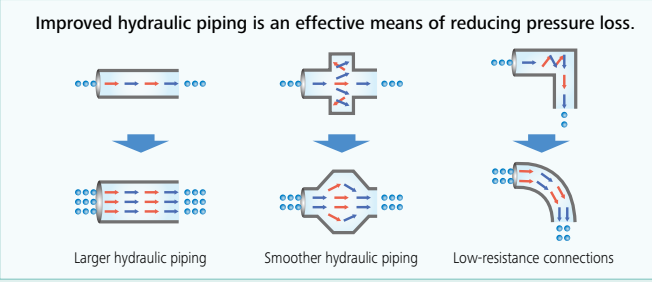 Improved hydraulic piping is an effective means of reducing pressure loss.
Larger hydraulic piping
Smoother hydraulic piping
Low-resistance connections